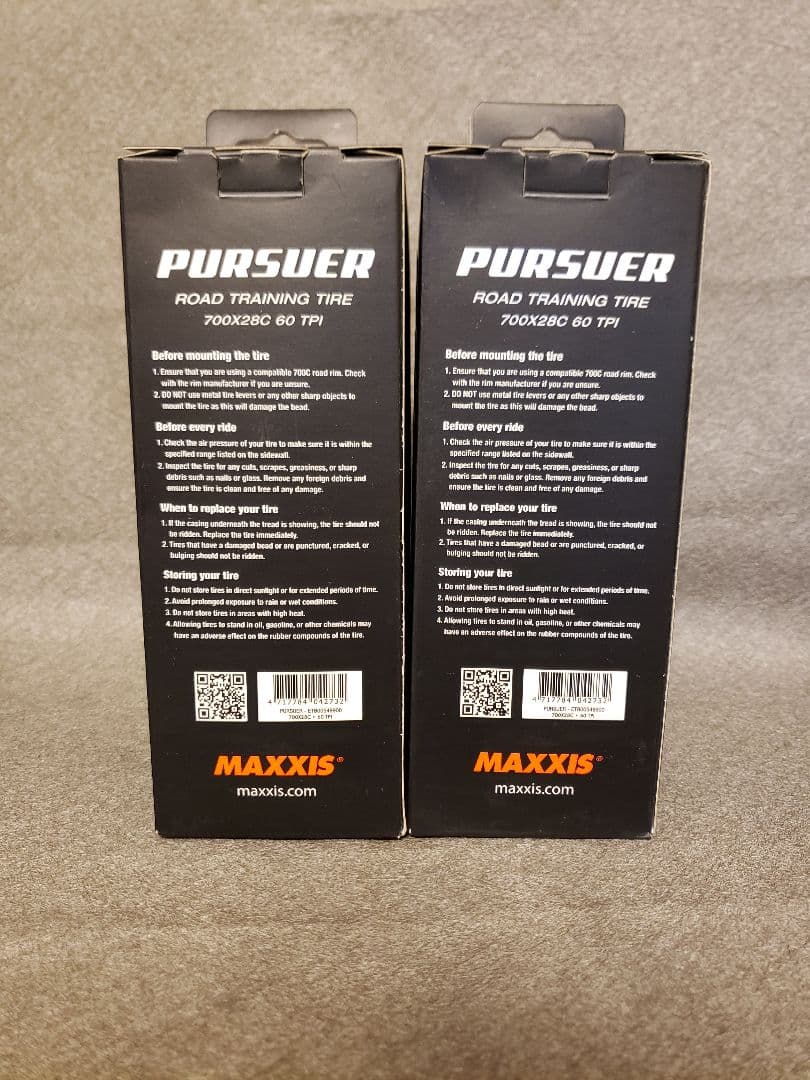 PURSUER
ROAD TRAINING TIRE
700X28C 60 TPI
Before mounting the tire
1. Ensure that you are using a compatible 700C road rim. Check
with the rim manufacturer if you are unsure.
2. DO NOT use metal tire levers or any other sharp objects to
mount the tire as this will damage the bead.
Before every ride
1. Check the air pressure of your tire to make sure it is within the
specified range listed on the sidewall.
2. Inspect the tire for any cuts, scrapes, greasiness, or sharp
debris such as nails or glass. Remove any foreign debris and
ensure the tire is clean and free of any damage.
When to replace your tire
1. If the casing underneath the tread is showing, the tire should not
be ridden. Replace the tire immediately.
2. Tires that have a damaged bead or are punctured, cracked, or
bulging should not be ridden.
Storing your tire
1. Do not store tires in direct sunlight or for extended periods of time.
2. Avoid prolonged exposure to rain or wet conditions.
3. Do not store tires in areas with high heat.
4. Allowing tires to stand in oil, gasoline, or other chemicals may
have an adverse effect on the rubber compounds of the tire.
4 717784 042732
PURSUER - ETB00549900
700X28C • 60 TPI
MAXXIS®
maxxis.com
PURSUER
ROAD TRAINING TIRE
700X28C 60 TPI
Before mounting the tire
1. Ensure that you are using a compatible 700C road rim. Check
with the rim manufacturer if you are unsure.
2. DO NOT use metal tire levers or any other sharp objects to
mount the tire as this will damage the bead.
Before every ride
1. Check the air pressure of your tire to make sure it is within the
specified range listed on the sidewall.
2. Inspect the tire for any cuts, scrapes, greasiness, or sharp
debris such as nails or glass. Remove any foreign debris and
ensure the tire is clean and free of any damage.
When to replace your tire
1. If the casing underneath the tread is showing, the tire should not
be ridden. Replace the tire immediately.
2. Tires that have a damaged bead or are punctured, cracked, or
bulging should not be ridden.
Storing your tire
1. Do not store tires in direct sunlight or for extended periods of time.
2. Avoid prolonged exposure to rain or wet conditions.
3. Do not store tires in areas with high heat.
4. Allowing tires to stand in oil, gasoline, or other chemicals may
have an adverse effect on the rubber compounds of the tire.
4 717784 042732
PURSUER - ETB00549900
700X28C • 60 TPI
MAXXIS®
maxxis.com